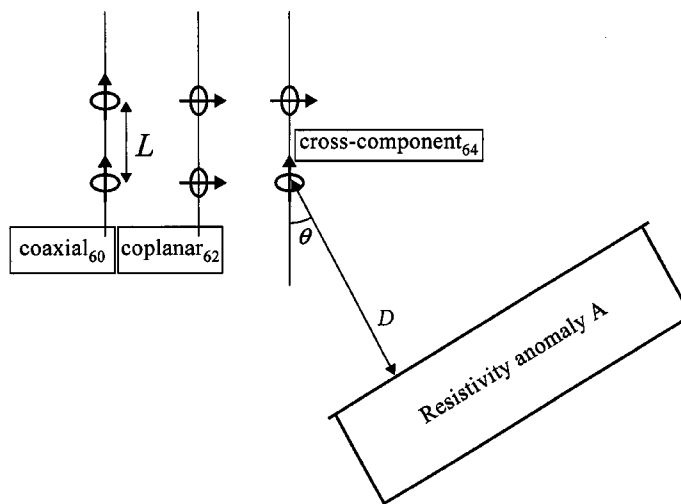 L
cross-component₆₄
coaxial₆₀
coplanar₆₂
θ
D
Resistivity anomaly A